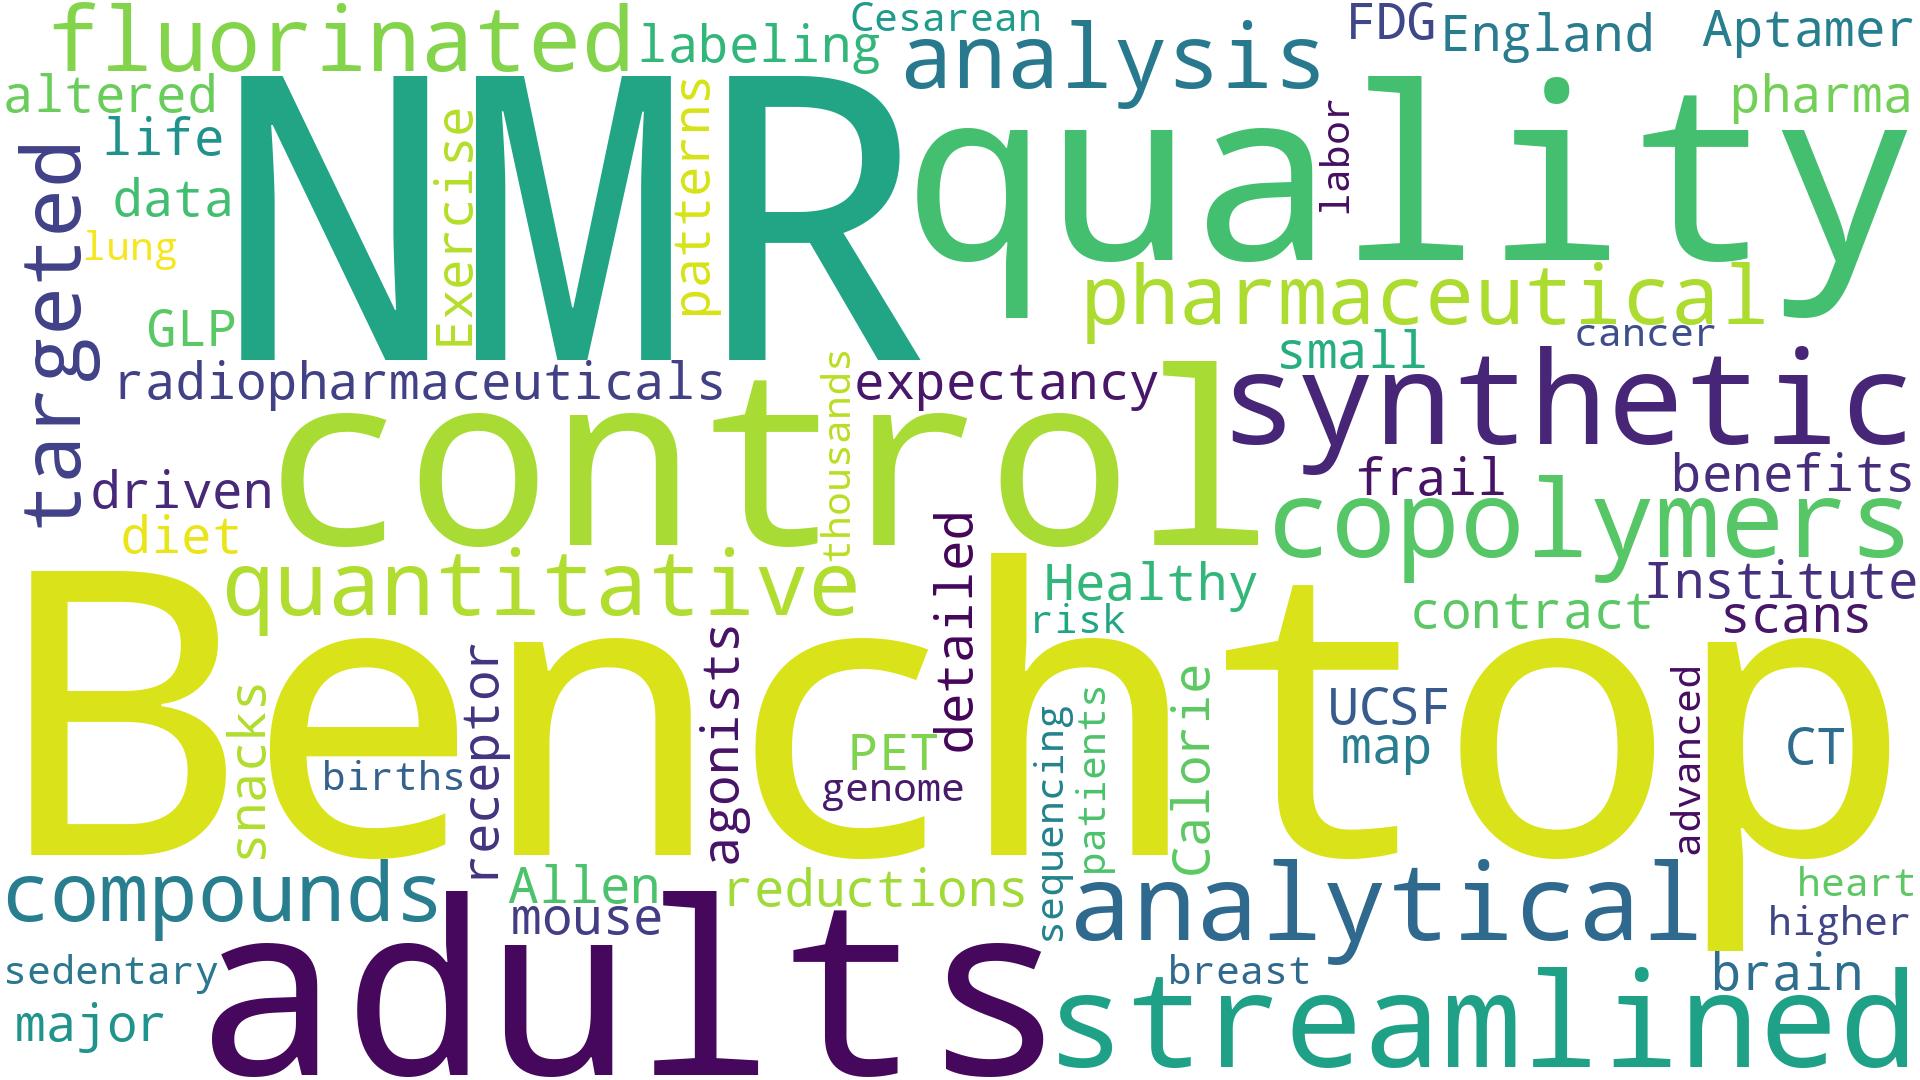 fluorinated
labeling
Cesarean
analysis
FDG
England
Aptamer
altered
life
targeted
data
lung
GLP
NMR
Exercise
patterns
quality
labor
pharma
pharmaceutical
cancer
small
radiopharmaceuticals
thousands
expectancy
synthetic
control
driven
diet
frail
benefits
copolymers
quantitative
detailed
Healthy
risk
Institute
contract
scans
Benchtop
snacks
births
receptor
agonists
PET
genome
sequencing
patients
Calorie
UCSF
map
advanced
CT
compounds
Allen
mouse
reductions
analytical
heart
higher
adults
sedentary
major
breast
brain
streamlined